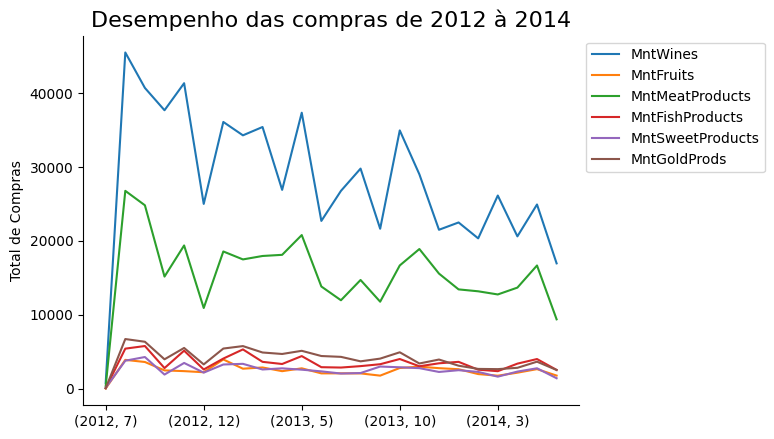 Desempenho das compras de 2012 à 2014
Total de Compras
40000
30000
20000
10000
0
(2012, 7)
(2012, 12)
(2013, 5)
(2013, 10)
(2014, 3)
MntWines
MntFruits
MntMeatProducts
MntFishProducts
MntSweetProducts
MntGoldProds